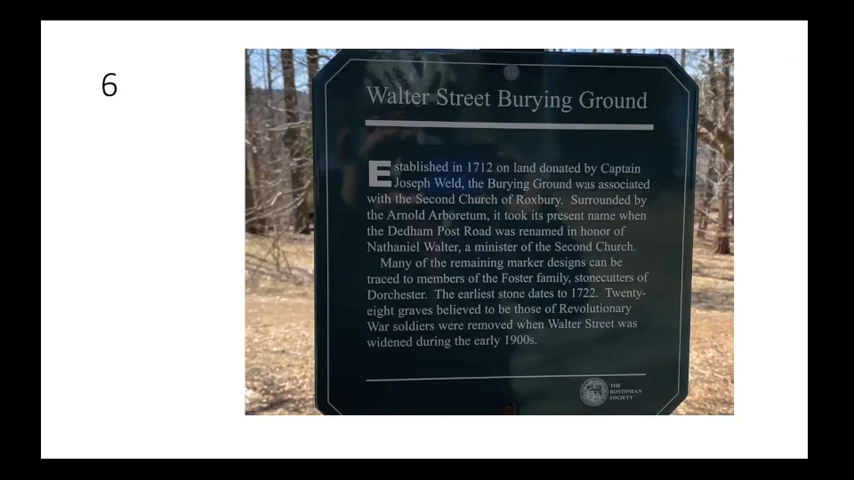 6
Walter Street Burying Ground
Established in 1712 on land donated by Captain
Joseph Weld, the Burying Ground was associated
with the Second Church of Roxbury. Surrounded by
the Arnold Arboretum, it took its present name when
the Dedham Post Road was renamed in honor of
Nathaniel Walter, a minister of the Second Church.
Many of the remaining marker designs can be
traced to members of the Foster family, stonecutters of
Dorchester. The earliest stone dates to 1722. Twenty-
eight graves believed to be those of Revolutionary
War soldiers were removed when Walter Street was
widened during the early 1900s.
THE
BOSTONIAN
SOCIETY